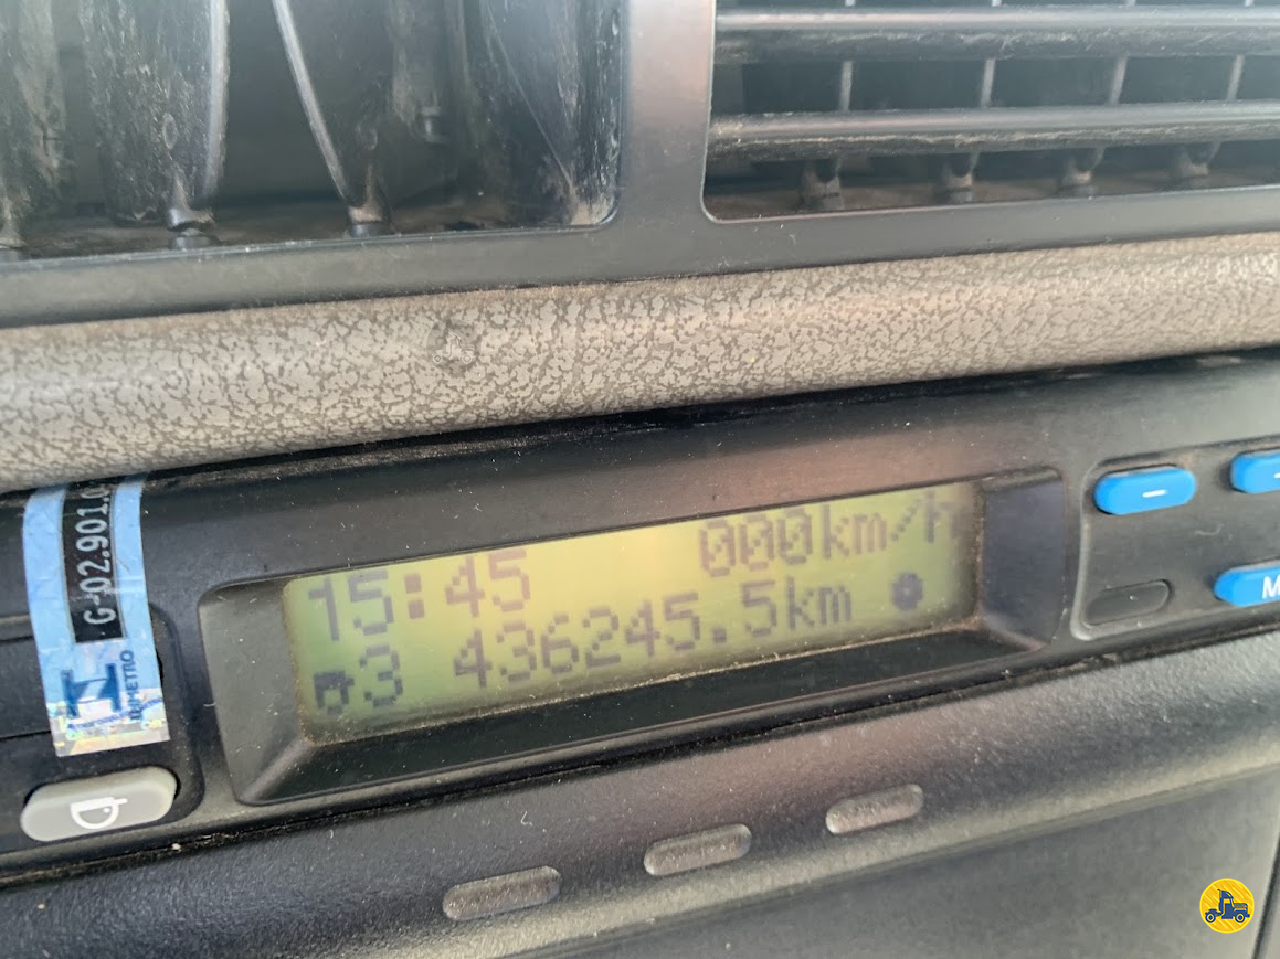 15:45 000km/h
3 436245.5km
G-02.901.0
INMETRO
-
M